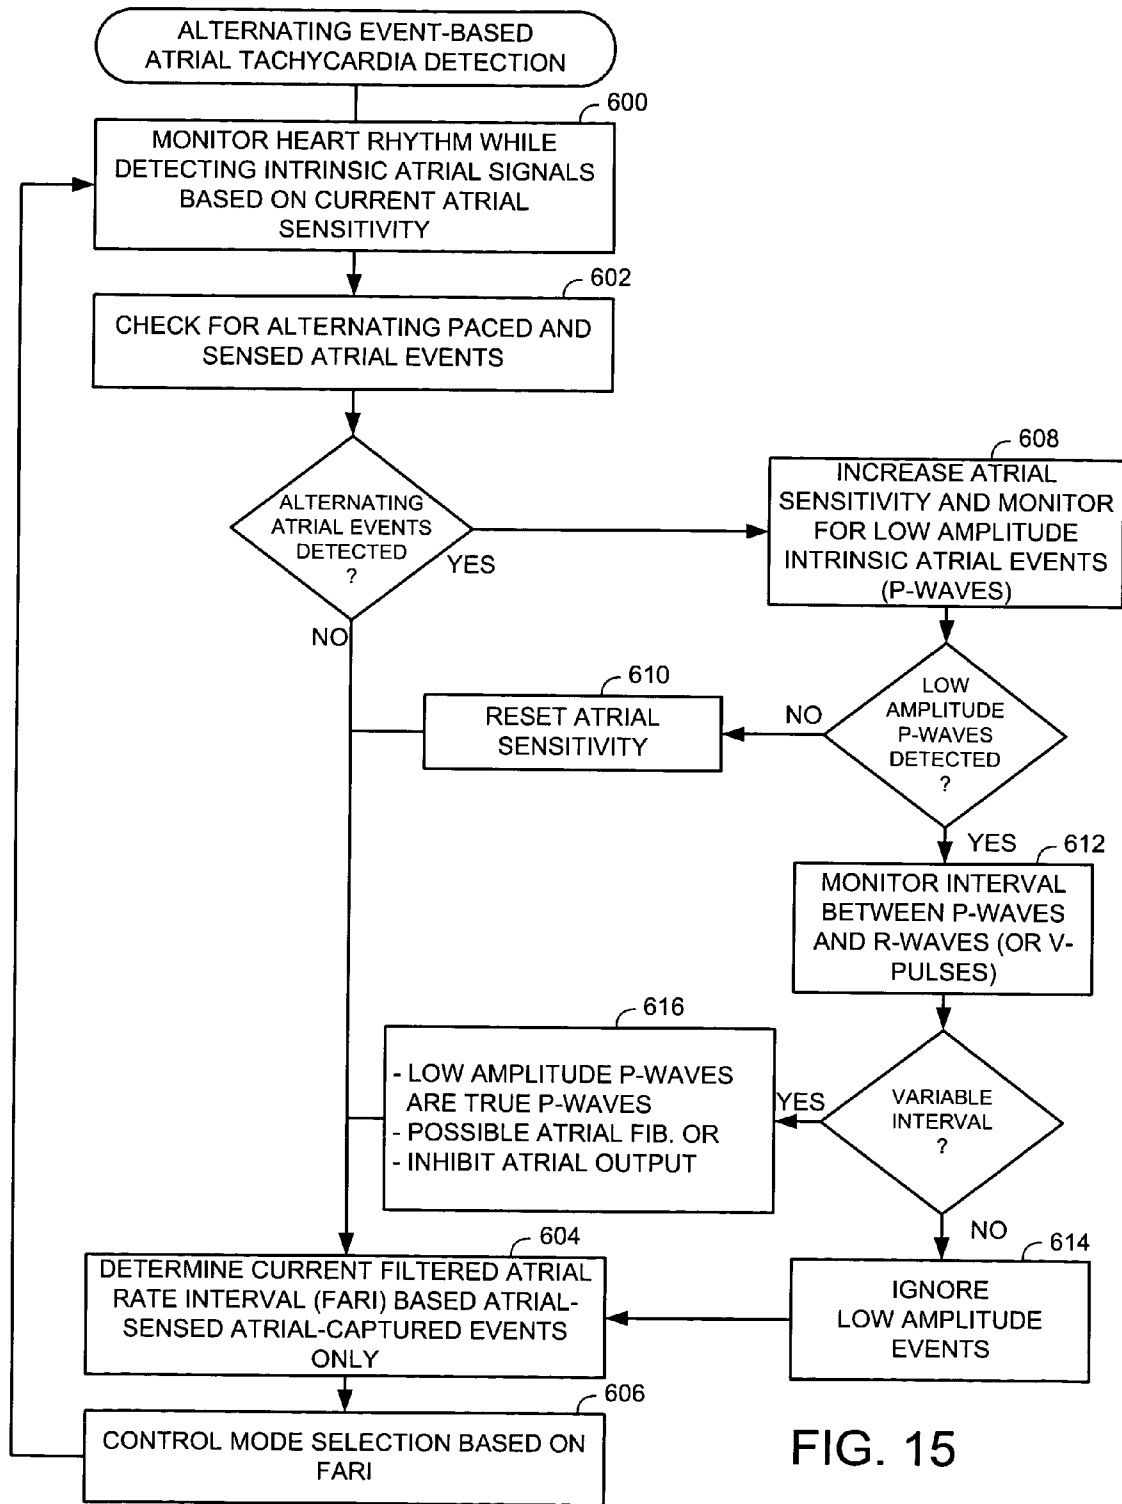 ALTERNATING EVENT-BASED
ATRIAL TACHYCARDIA DETECTION
600
MONITOR HEART RHYTHM WHILE
DETECTING INTRINSIC ATRIAL SIGNALS
BASED ON CURRENT ATRIAL
SENSITIVITY
602
CHECK FOR ALTERNATING PACED AND
SENSED ATRIAL EVENTS
ALTERNATING
ATRIAL EVENTS
DETECTED
?
YES
NO
608
INCREASE ATRIAL
SENSITIVITY AND MONITOR
FOR LOW AMPLITUDE
INTRINSIC ATRIAL EVENTS
(P-WAVES)
LOW
AMPLITUDE
P-WAVES
DETECTED
?
NO
610
RESET ATRIAL
SENSITIVITY
YES
612
MONITOR INTERVAL
BETWEEN P-WAVES
AND R-WAVES (OR V-
PULSES)
VARIABLE
INTERVAL
?
YES
616
- LOW AMPLITUDE P-WAVES
ARE TRUE P-WAVES
- POSSIBLE ATRIAL FIB. OR
- INHIBIT ATRIAL OUTPUT
NO
614
IGNORE
LOW AMPLITUDE
EVENTS
604
DETERMINE CURRENT FILTERED ATRIAL
RATE INTERVAL (FARI) BASED ATRIAL-
SENSED ATRIAL-CAPTURED EVENTS
ONLY
606
CONTROL MODE SELECTION BASED ON
FARI
FIG. 15